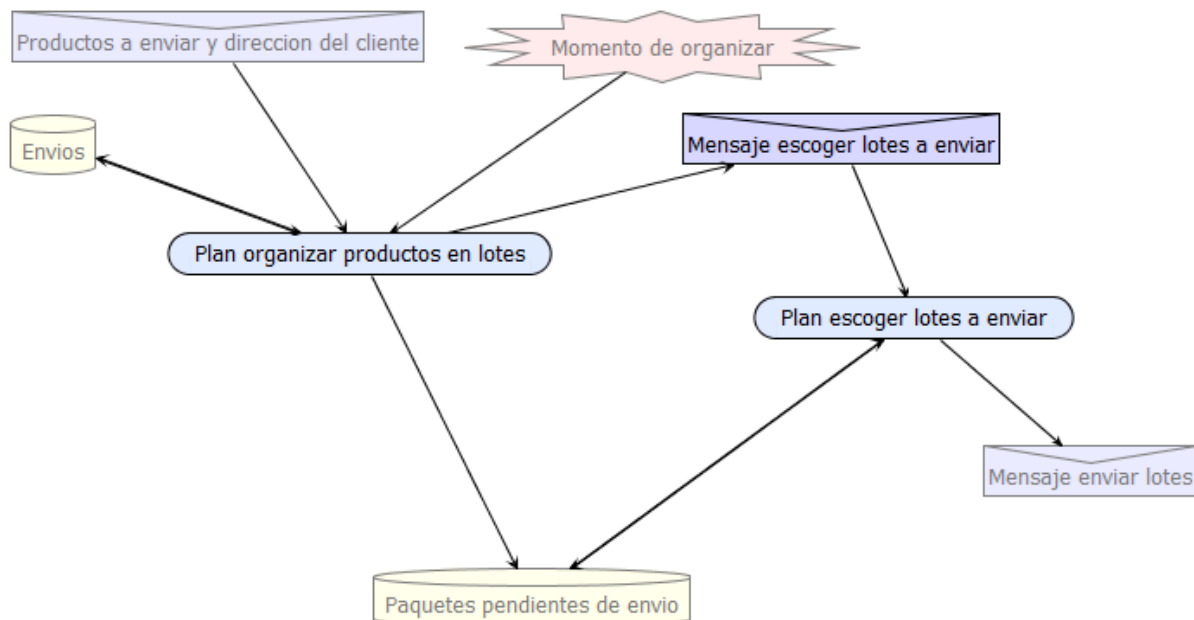 Productos a enviar y direccion del cliente
Momento de organizar
Envios
Mensaje escoger lotes a enviar
Plan organizar productos en lotes
Plan escoger lotes a enviar
Mensaje enviar lotes
Paquetes pendientes de envio